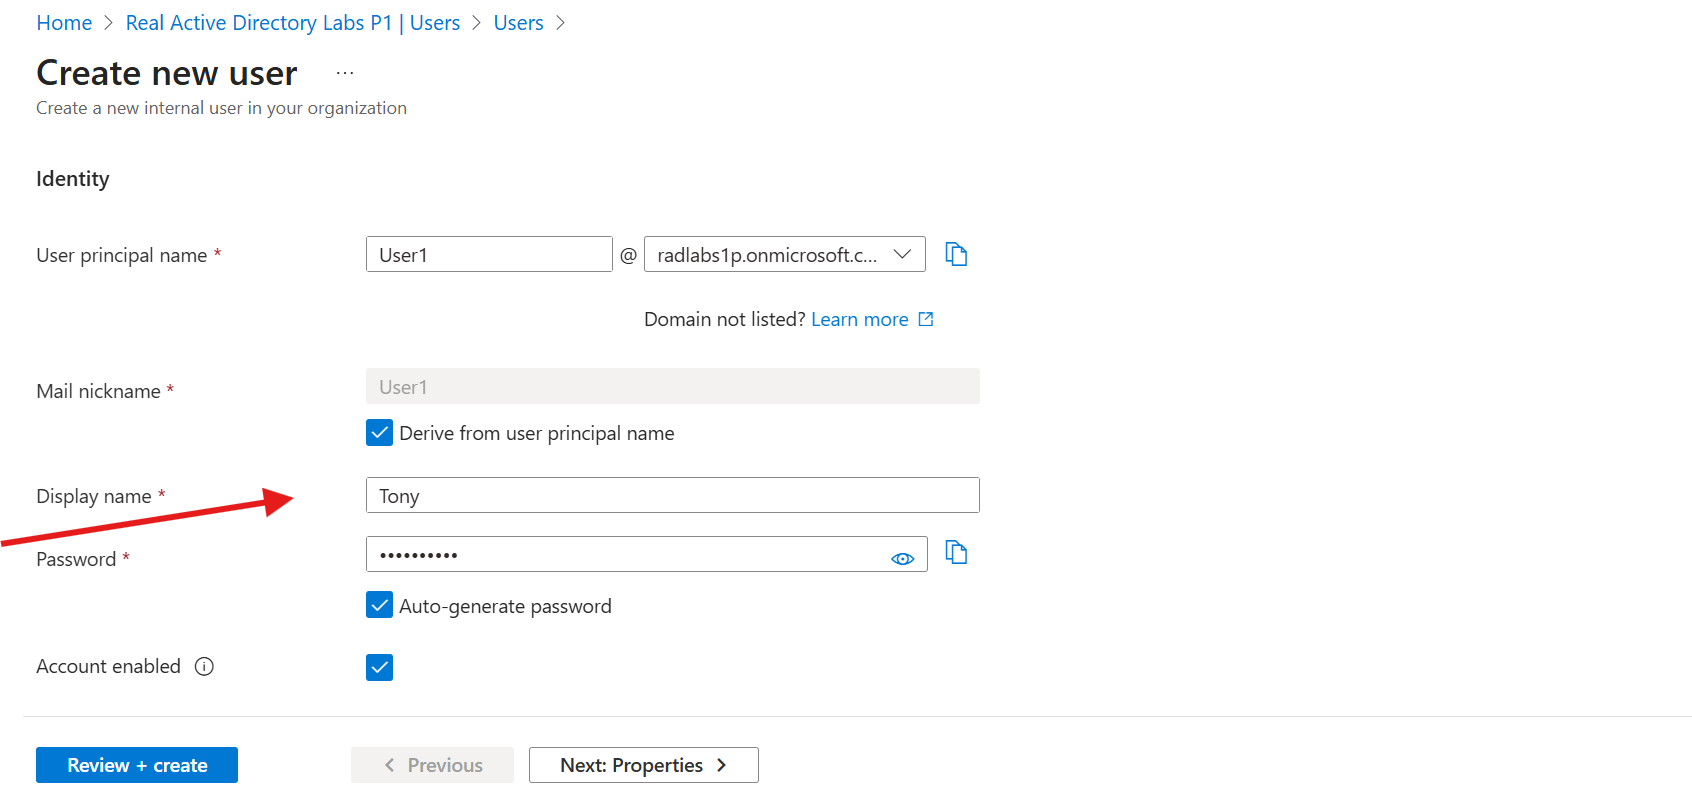 Home > Real Active Directory Labs P1 | Users > Users >
Create new user ...
Create a new internal user in your organization
Identity
User principal name * User1 @ radlabs1p.onmicrosoft.c...
Domain not listed? Learn more
Mail nickname * User1
Derive from user principal name
Display name * Tony
Password * ••••••••••
Auto-generate password
Account enabled
Review + create < Previous Next: Properties >